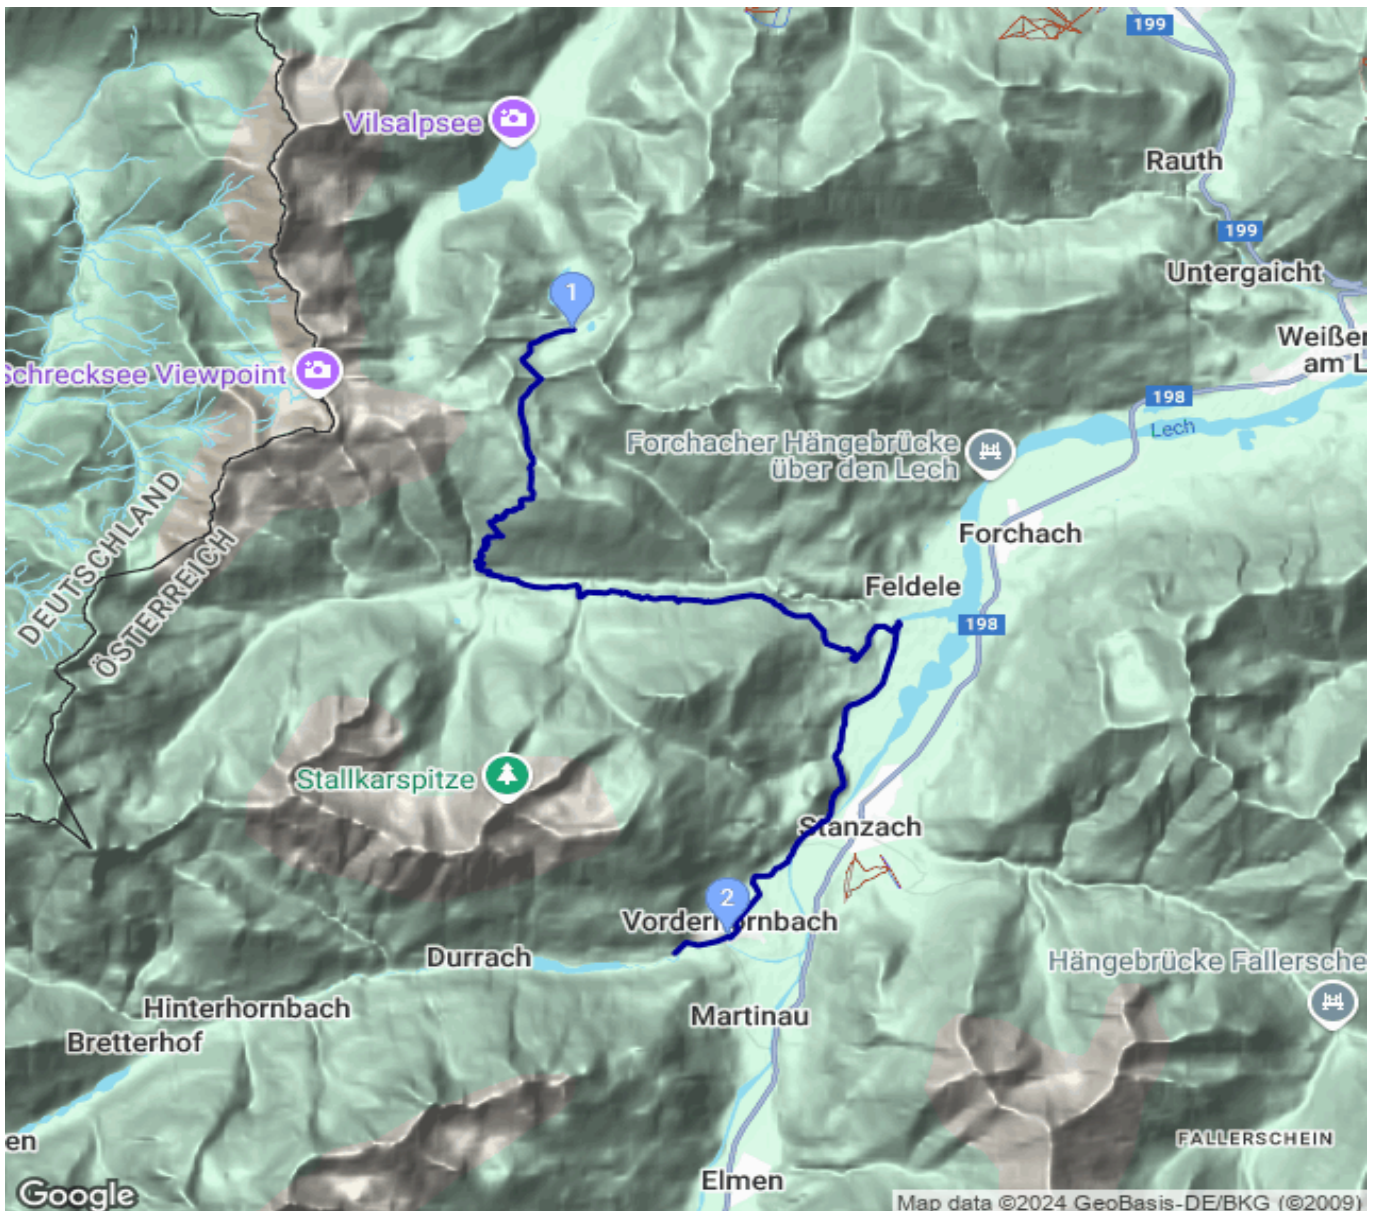 199
Vilsalpsee
Rauth
199
Untergaicht
1
Weißer
am L
Schrecksee Viewpoint
198
Lech
Forchacher Hängebrücke
über den Lech
DEUTSCHLAND
ÖSTERREICH
Forchach
Feldele
198
Stallkarspitze
Stanzach
2
Vorderhornbach
Durrach
Hängebrücke Fallersche
Hinterhornbach
Martinau
Bretterhof
en
FALLERSCHEIN
Elmen
Google
Map data ©2024 GeoBasis-DE/BKG (©2009)